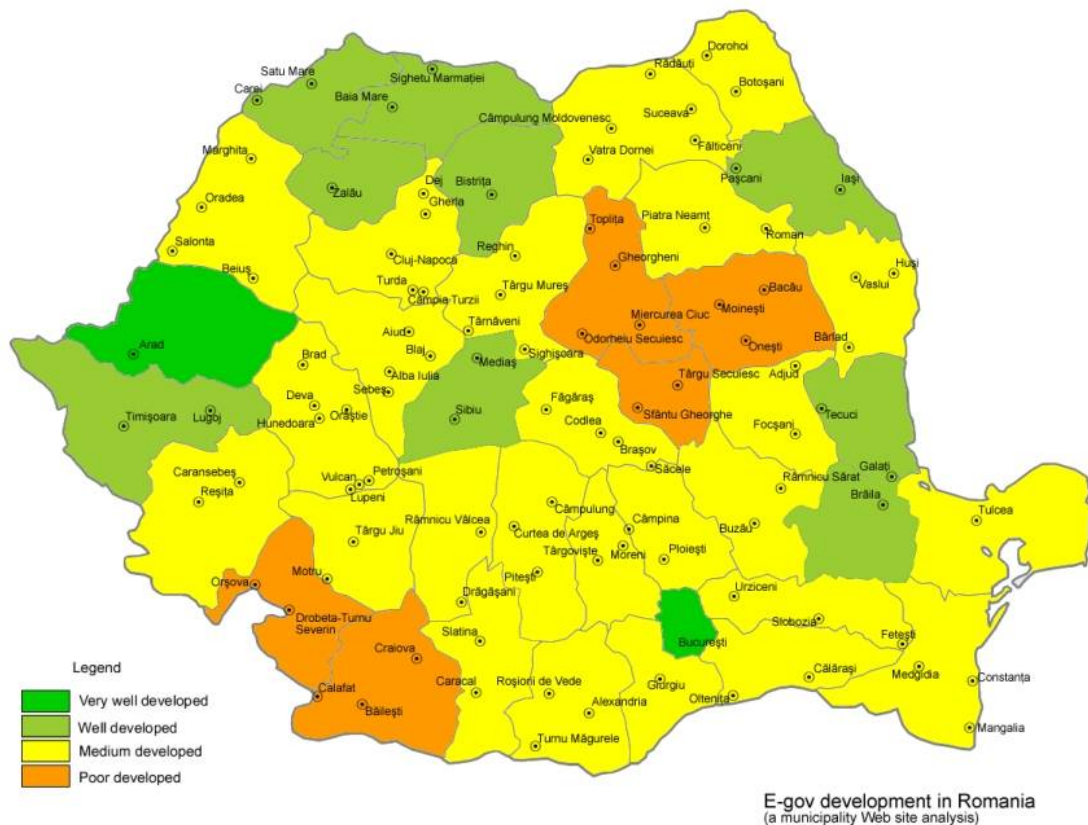 Dorohoi
Rădăuți
Satu Mare
Sighetu Marmației
Carei
Baia Mare
Botoșani
Suceava
Câmpulung Moldovenesc
Fălticeni
Vatra Dornei
Marghita
Pașcani
Dej
Bistrița
Zalău
Iași
Gherla
Oradea
Toplița
Piatra Neamț
Roman
Salonta
Reghin
Cluj-Napoca
Gheorgheni
Huși
Beiuș
Turda
Târgu Mureș
Bacău
Vaslui
Câmpia Turzii
Moinești
Miercurea Ciuc
Aiud
Târnăveni
Odorheiu Secuiesc
Onești
Bârlad
Arad
Brad
Blaj
Mediaș
Sighișoara
Adjud
Alba Iulia
Târgu Secuiesc
Sebeș
Deva
Făgăraș
Timișoara
Lugoj
Orăștie
Sibiu
Sfântu Gheorghe
Tecuci
Hunedoara
Codlea
Focșani
Brașov
Caransebeș
Petroșani
Săcele
Galați
Vulcan
Râmnicu Sărat
Reșița
Lupeni
Brăila
Câmpulung
Tulcea
Râmnicu Vâlcea
Câmpina
Târgu Jiu
Curtea de Argeș
Buzău
Târgoviște
Moreni
Ploiești
Motru
Pitești
Orșova
Urziceni
Drăgășani
Drobeta-Turnu
Severin
Slobozia
Slatina
București
Fetești
Craiova
Călărași
Medgidia
Constanța
Roșiorii de Vede
Giurgiu
Caracal
Calafat
Oltenița
Alexandria
Băilești
Mangalia
Turnu Măgurele
Legend
Very well developed
Well developed
Medium developed
Poor developed
E-gov development in Romania
(a municipality Web site analysis)